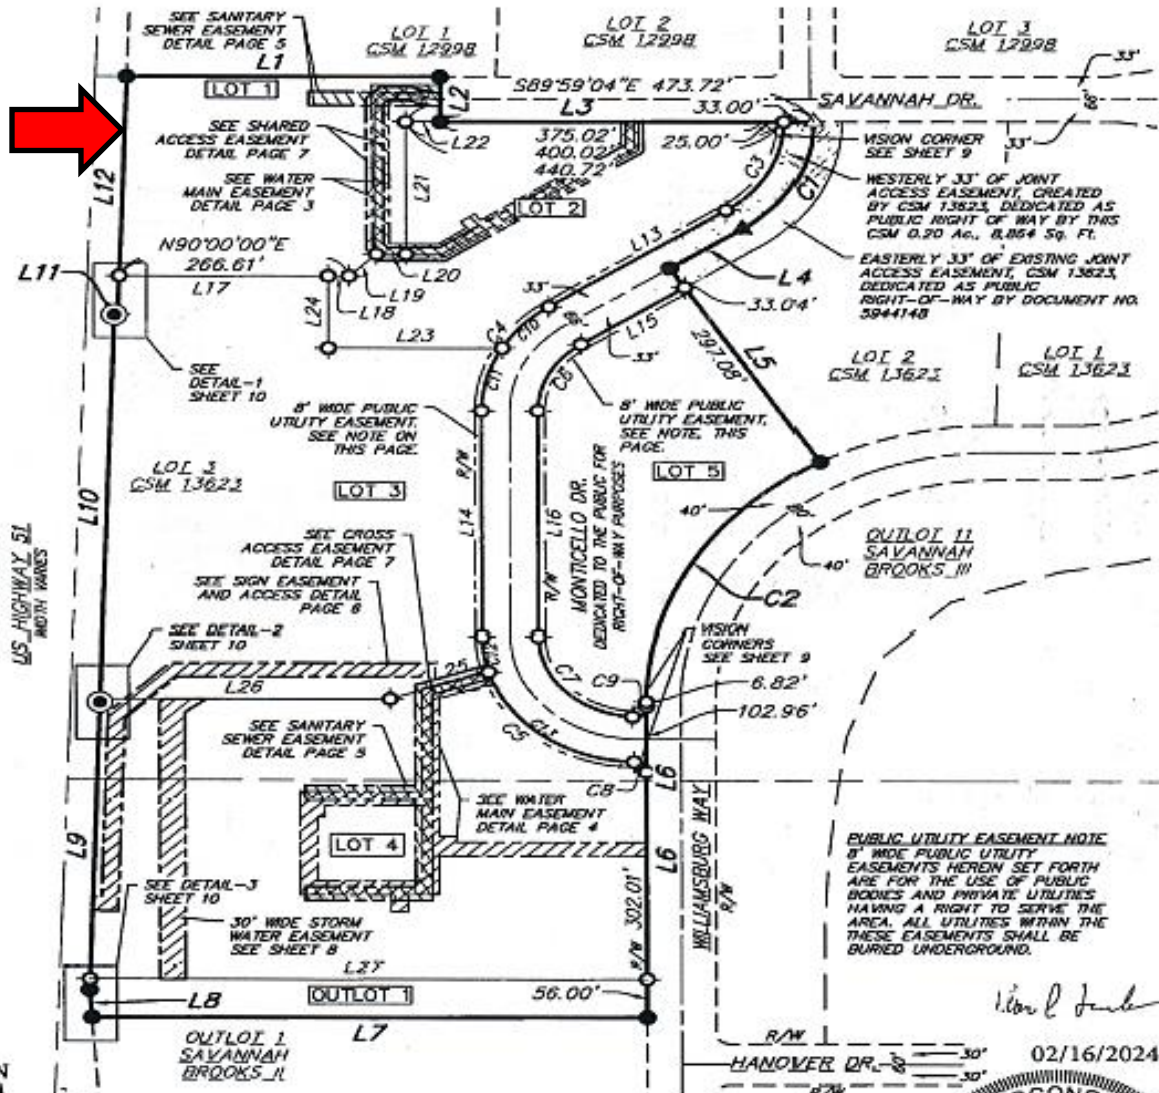 SEE SANITARY
SEWER EASEMENT
DETAIL PAGE 5
LOT 1
CSM 12998
LOT 2
CSM 12998
LOT 3
CSM 12998
33'
L1
LOT 1
L2
S89°59'04"E 473.72'
L3
33.00'
SAVANNAH DR.
66'
33'
SEE SHARED
ACCESS EASEMENT
DETAIL PAGE 7
L22
375.02'
400.02'
440.72'
25.00'
VISION CORNER
SEE SHEET 9
SEE WATER
MAIN EASEMENT
DETAIL PAGE 3
L12
L21
LOT 2
C3
C1
WESTERLY 33' OF JOINT
ACCESS EASEMENT, CREATED
BY CSM 13623, DEDICATED AS
PUBLIC RIGHT OF WAY BY THIS
CSM 0.20 Ac., 8,864 Sq. Ft.
N90°00'00"E
266.61'
L13
L11
L17
L20
L19
L18
L4
EASTERLY 33' OF EXISTING JOINT
ACCESS EASEMENT, CSM 13623,
DEDICATED AS PUBLIC
RIGHT-OF-WAY BY DOCUMENT NO.
5944148
33'
33.04'
L24
L23
C4
C10
66'
L15
33'
297.08'
L5
C11
C6
SEE
DETAIL-1
SHEET 10
LOT 2
CSM 13623
LOT 1
CSM 13623
8' WIDE PUBLIC
UTILITY EASEMENT.
SEE NOTE ON
THIS PAGE.
R/W
8' WIDE PUBLIC
UTILITY EASEMENT,
SEE NOTE, THIS
PAGE.
LOT 3
CSM 13623
LOT 3
LOT 5
L10
L14
L16
R/W
MONTICELLO DR.
DEDICATED TO THE PUBLIC FOR
RIGHT-OF-WAY PURPOSES
40'
80'
40'
OUTLOT 11
SAVANNAH
BROOKS III
US HIGHWAY 51
WIDTH VARIES
SEE CROSS
ACCESS EASEMENT
DETAIL PAGE 7
SEE SIGN EASEMENT
AND ACCESS DETAIL
PAGE 6
C2
SEE DETAIL-2
SHEET 10
VISION
CORNERS
SEE SHEET 9
C12
L25
L26
C7
C9
6.82'
102.96'
SEE SANITARY
SEWER EASEMENT
DETAIL PAGE 5
C5
C13
C8
L6
SEE WATER
MAIN EASEMENT
DETAIL PAGE 4
L9
LOT 4
L6
WILLIAMSBURG WAY
R/W
PUBLIC UTILITY EASEMENT NOTE
8' WIDE PUBLIC UTILITY
EASEMENTS HEREIN SET FORTH
ARE FOR THE USE OF PUBLIC
BODIES AND PRIVATE UTILITIES
HAVING A RIGHT TO SERVE THE
AREA. ALL UTILITIES WITHIN THE
THESE EASEMENTS SHALL BE
BURIED UNDERGROUND.
SEE DETAIL-3
SHEET 10
30' WIDE STORM
WATER EASEMENT
SEE SHEET 8
302.01'
R/W
L27
L8
OUTLOT 1
56.00'
L7
OUTLOT 1
SAVANNAH
BROOKS II
R/W
HANOVER DR.
60'
30'
30'
R/W
02/16/2024